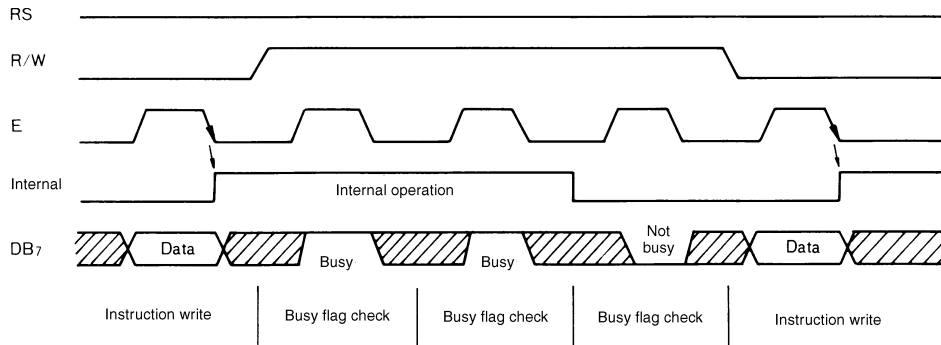 RS
R/W
E
Internal
Internal operation
DB7
Data
Busy
Busy
Not
busy
Data
Instruction write
Busy flag check
Busy flag check
Busy flag check
Instruction write